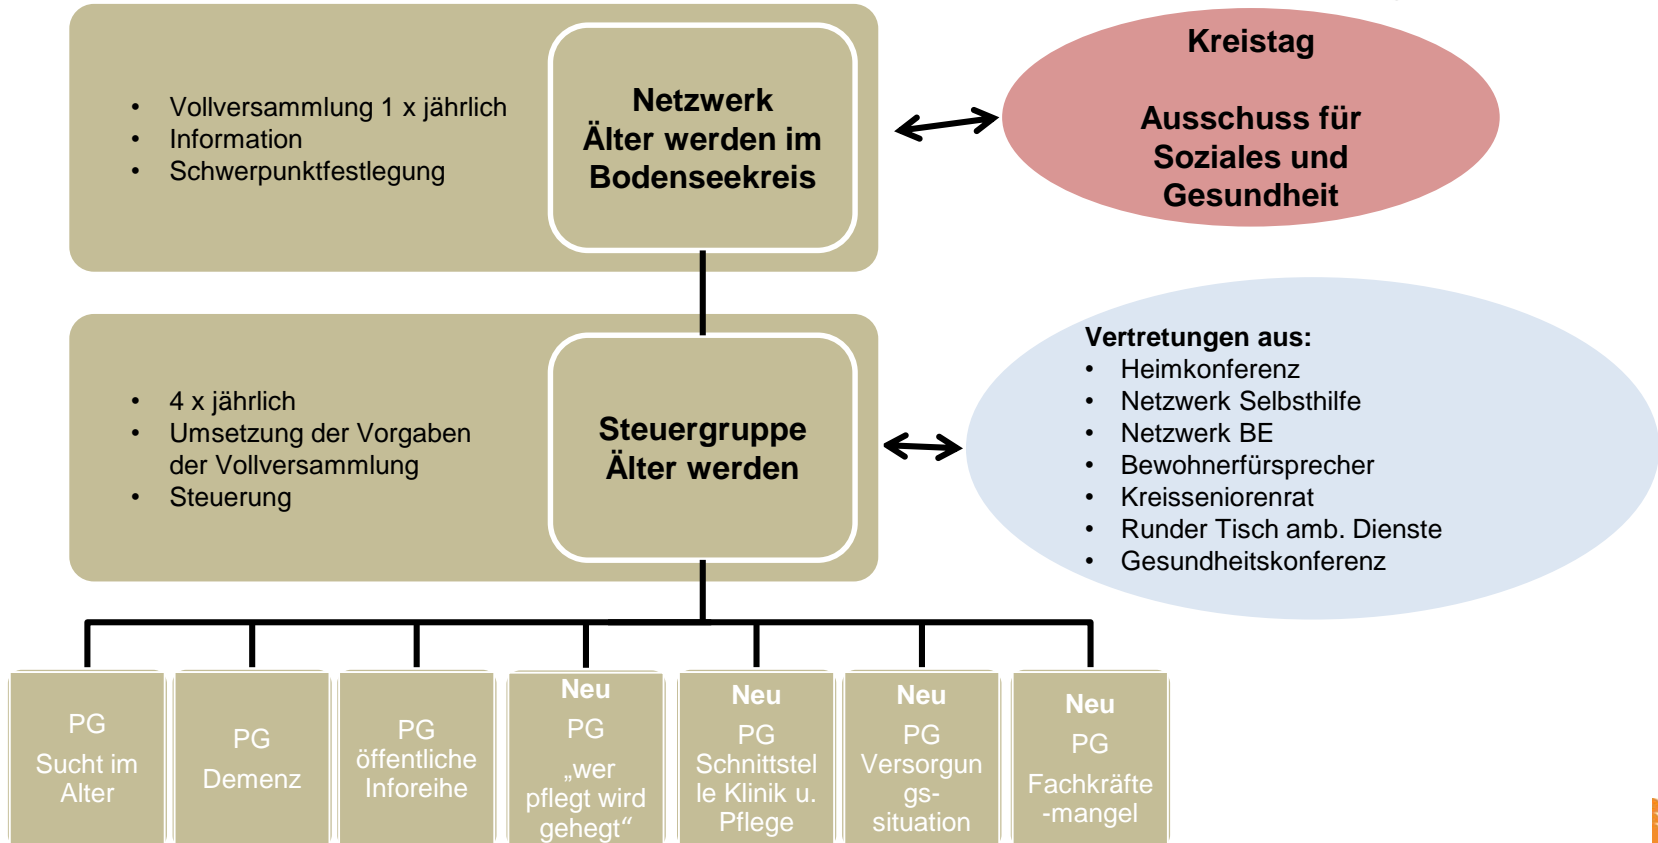 • Vollversammlung 1 x jährlich
• Information
• Schwerpunktfestlegung
Netzwerk
Älter werden im
Bodenseekreis
Kreistag
Ausschuss für
Soziales und
Gesundheit
• 4 x jährlich
• Umsetzung der Vorgaben
der Vollversammlung
• Steuerung
Steuergruppe
Älter werden
Vertretungen aus:
• Heimkonferenz
• Netzwerk Selbsthilfe
• Netzwerk BE
• Bewohnerfürsprecher
• Kreisseniorenrat
• Runder Tisch amb. Dienste
• Gesundheitskonferenz
PG
Sucht im
Alter
PG
Demenz
PG
öffentliche
Inforeihe
Neu
PG
„wer
pflegt wird
gehegt“
Neu
PG
Schnittstel
le Klinik u.
Pflege
Neu
PG
Versorgun
gs-
situation
Neu
PG
Fachkräfte
-mangel